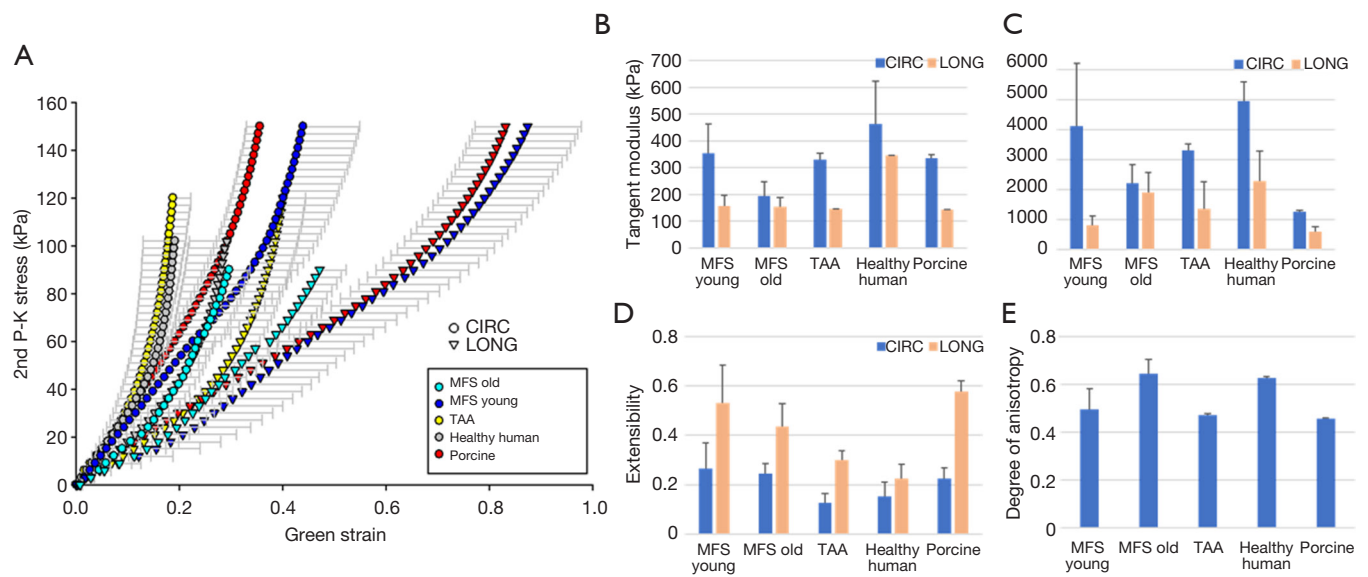 A
2nd P-K stress (kPa)
160
140
120
100
80
60
40
20
0
0.0
0.2
0.4
0.6
0.8
1.0
Green strain
CIRC
LONG
MFS old
MFS young
TAA
Healthy human
Porcine
B
Tangent modulus (kPa)
700
600
500
400
300
200
100
0
CIRC LONG
MFS
young
MFS
old
TAA
Healthy
human
Porcine
C
6000
5000
4000
3000
2000
1000
0
CIRC LONG
MFS
young
MFS
old
TAA
Healthy
human
Porcine
D
Extensibility
0.6
0.4
0.2
0
CIRC LONG
MFS
young
MFS old
TAA
Healthy
human
Porcine
E
Degree of anisotropy
0.8
0.6
0.4
0.2
0
MFS
young
MFS old
TAA
Healthy
human
Porcine